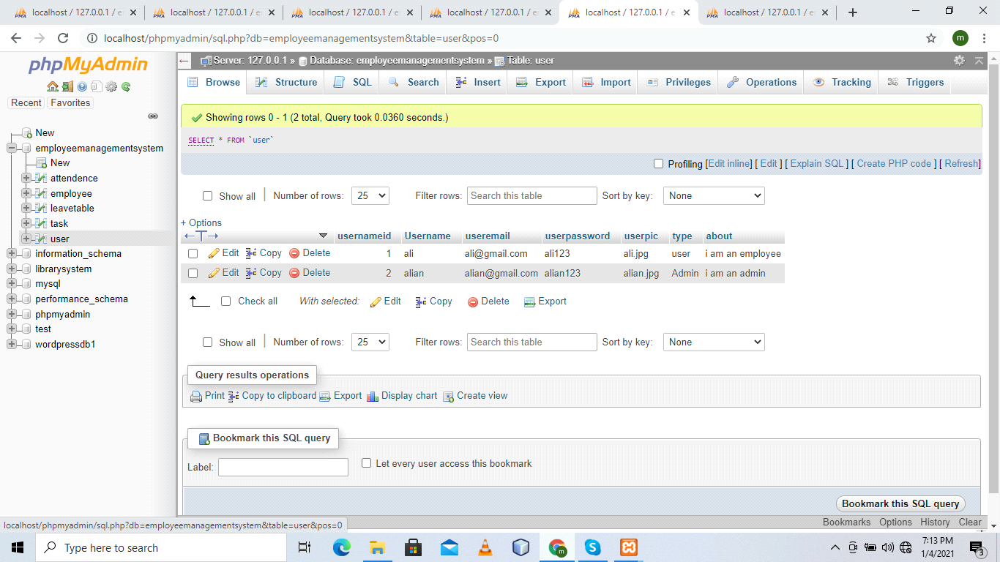 localhost / 127.0.0.1 / e localhost / 127.0.0.1 / e localhost / 127.0.0.1 / e localhost / 127.0.0.1 / e localhost / 127.0.0.1 / e localhost / 127.0.0.1 / e
localhost/phpmyadmin/sql.php?db=employeemanagementsystem&table=user&pos=0
m
phpMyAdmin
Recent Favorites
New
employeemanagementsystem
New
attendence
employee
leavetable
task
user
information_schema
librarysystem
mysql
performance_schema
phpmyadmin
test
wordpressdb1
Server: 127.0.0.1 » Database: employeemanagementsystem » Table: user
Browse Structure SQL Search Insert Export Import Privileges Operations Tracking Triggers
Showing rows 0 - 1 (2 total, Query took 0.0360 seconds.)
SELECT * FROM `user`
Profiling [Edit inline] [ Edit ] [ Explain SQL ] [ Create PHP code ] [ Refresh]
Show all Number of rows: 25 Filter rows: Search this table Sort by key: None
+ Options
usernameid Username useremail userpassword userpic type about
Edit Copy Delete 1 ali ali@gmail.com ali123 ali.jpg user i am an employee
Edit Copy Delete 2 alian alian@gmail.com alian123 alian.jpg Admin i am an admin
Check all With selected: Edit Copy Delete Export
Show all Number of rows: 25 Filter rows: Search this table Sort by key: None
Query results operations
Print Copy to clipboard Export Display chart Create view
Bookmark this SQL query
Label: Let every user access this bookmark
Bookmark this SQL query
localhost/phpmyadmin/sql.php?db=employeemanagementsystem&table=user&pos=0
Bookmarks Options History Clear
Type here to search
7:13 PM
1/4/2021
3